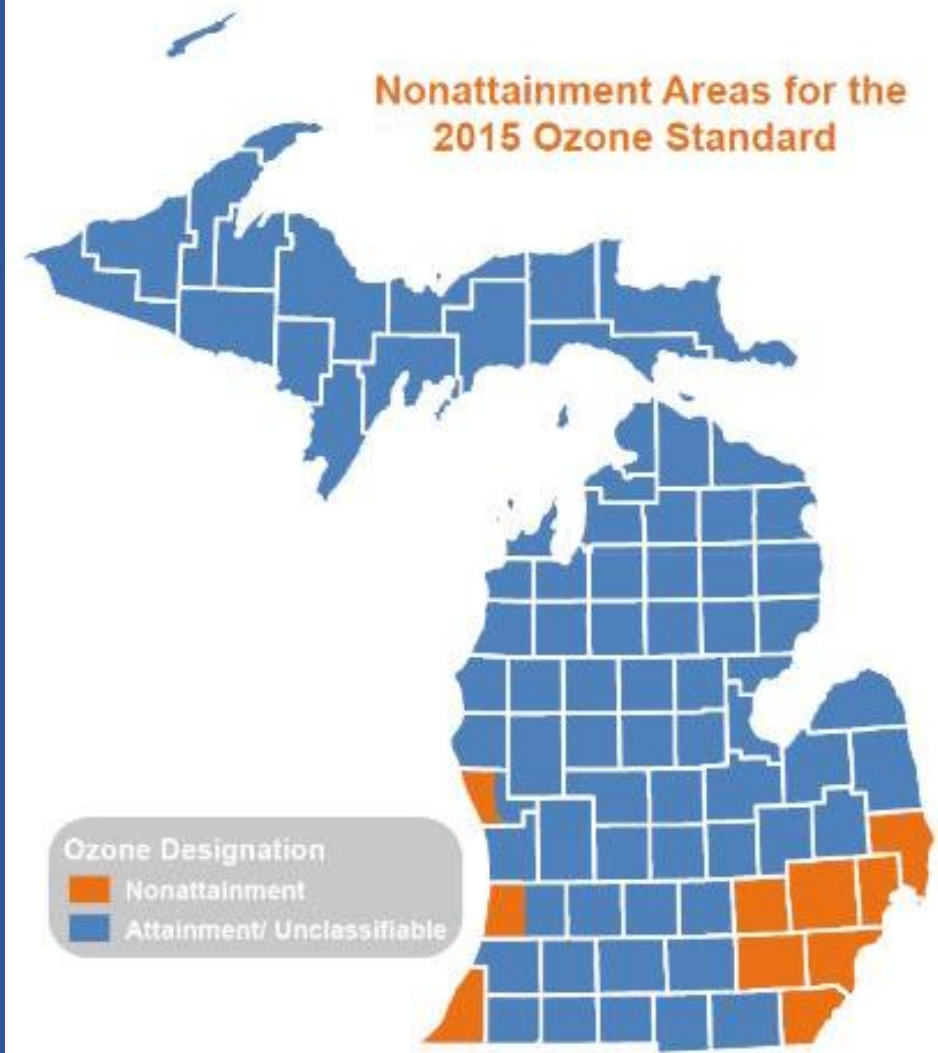 Nonattainment Areas for the
2015 Ozone Standard
Ozone Designation
Nonattainment
Attainment/ Unclassifiable